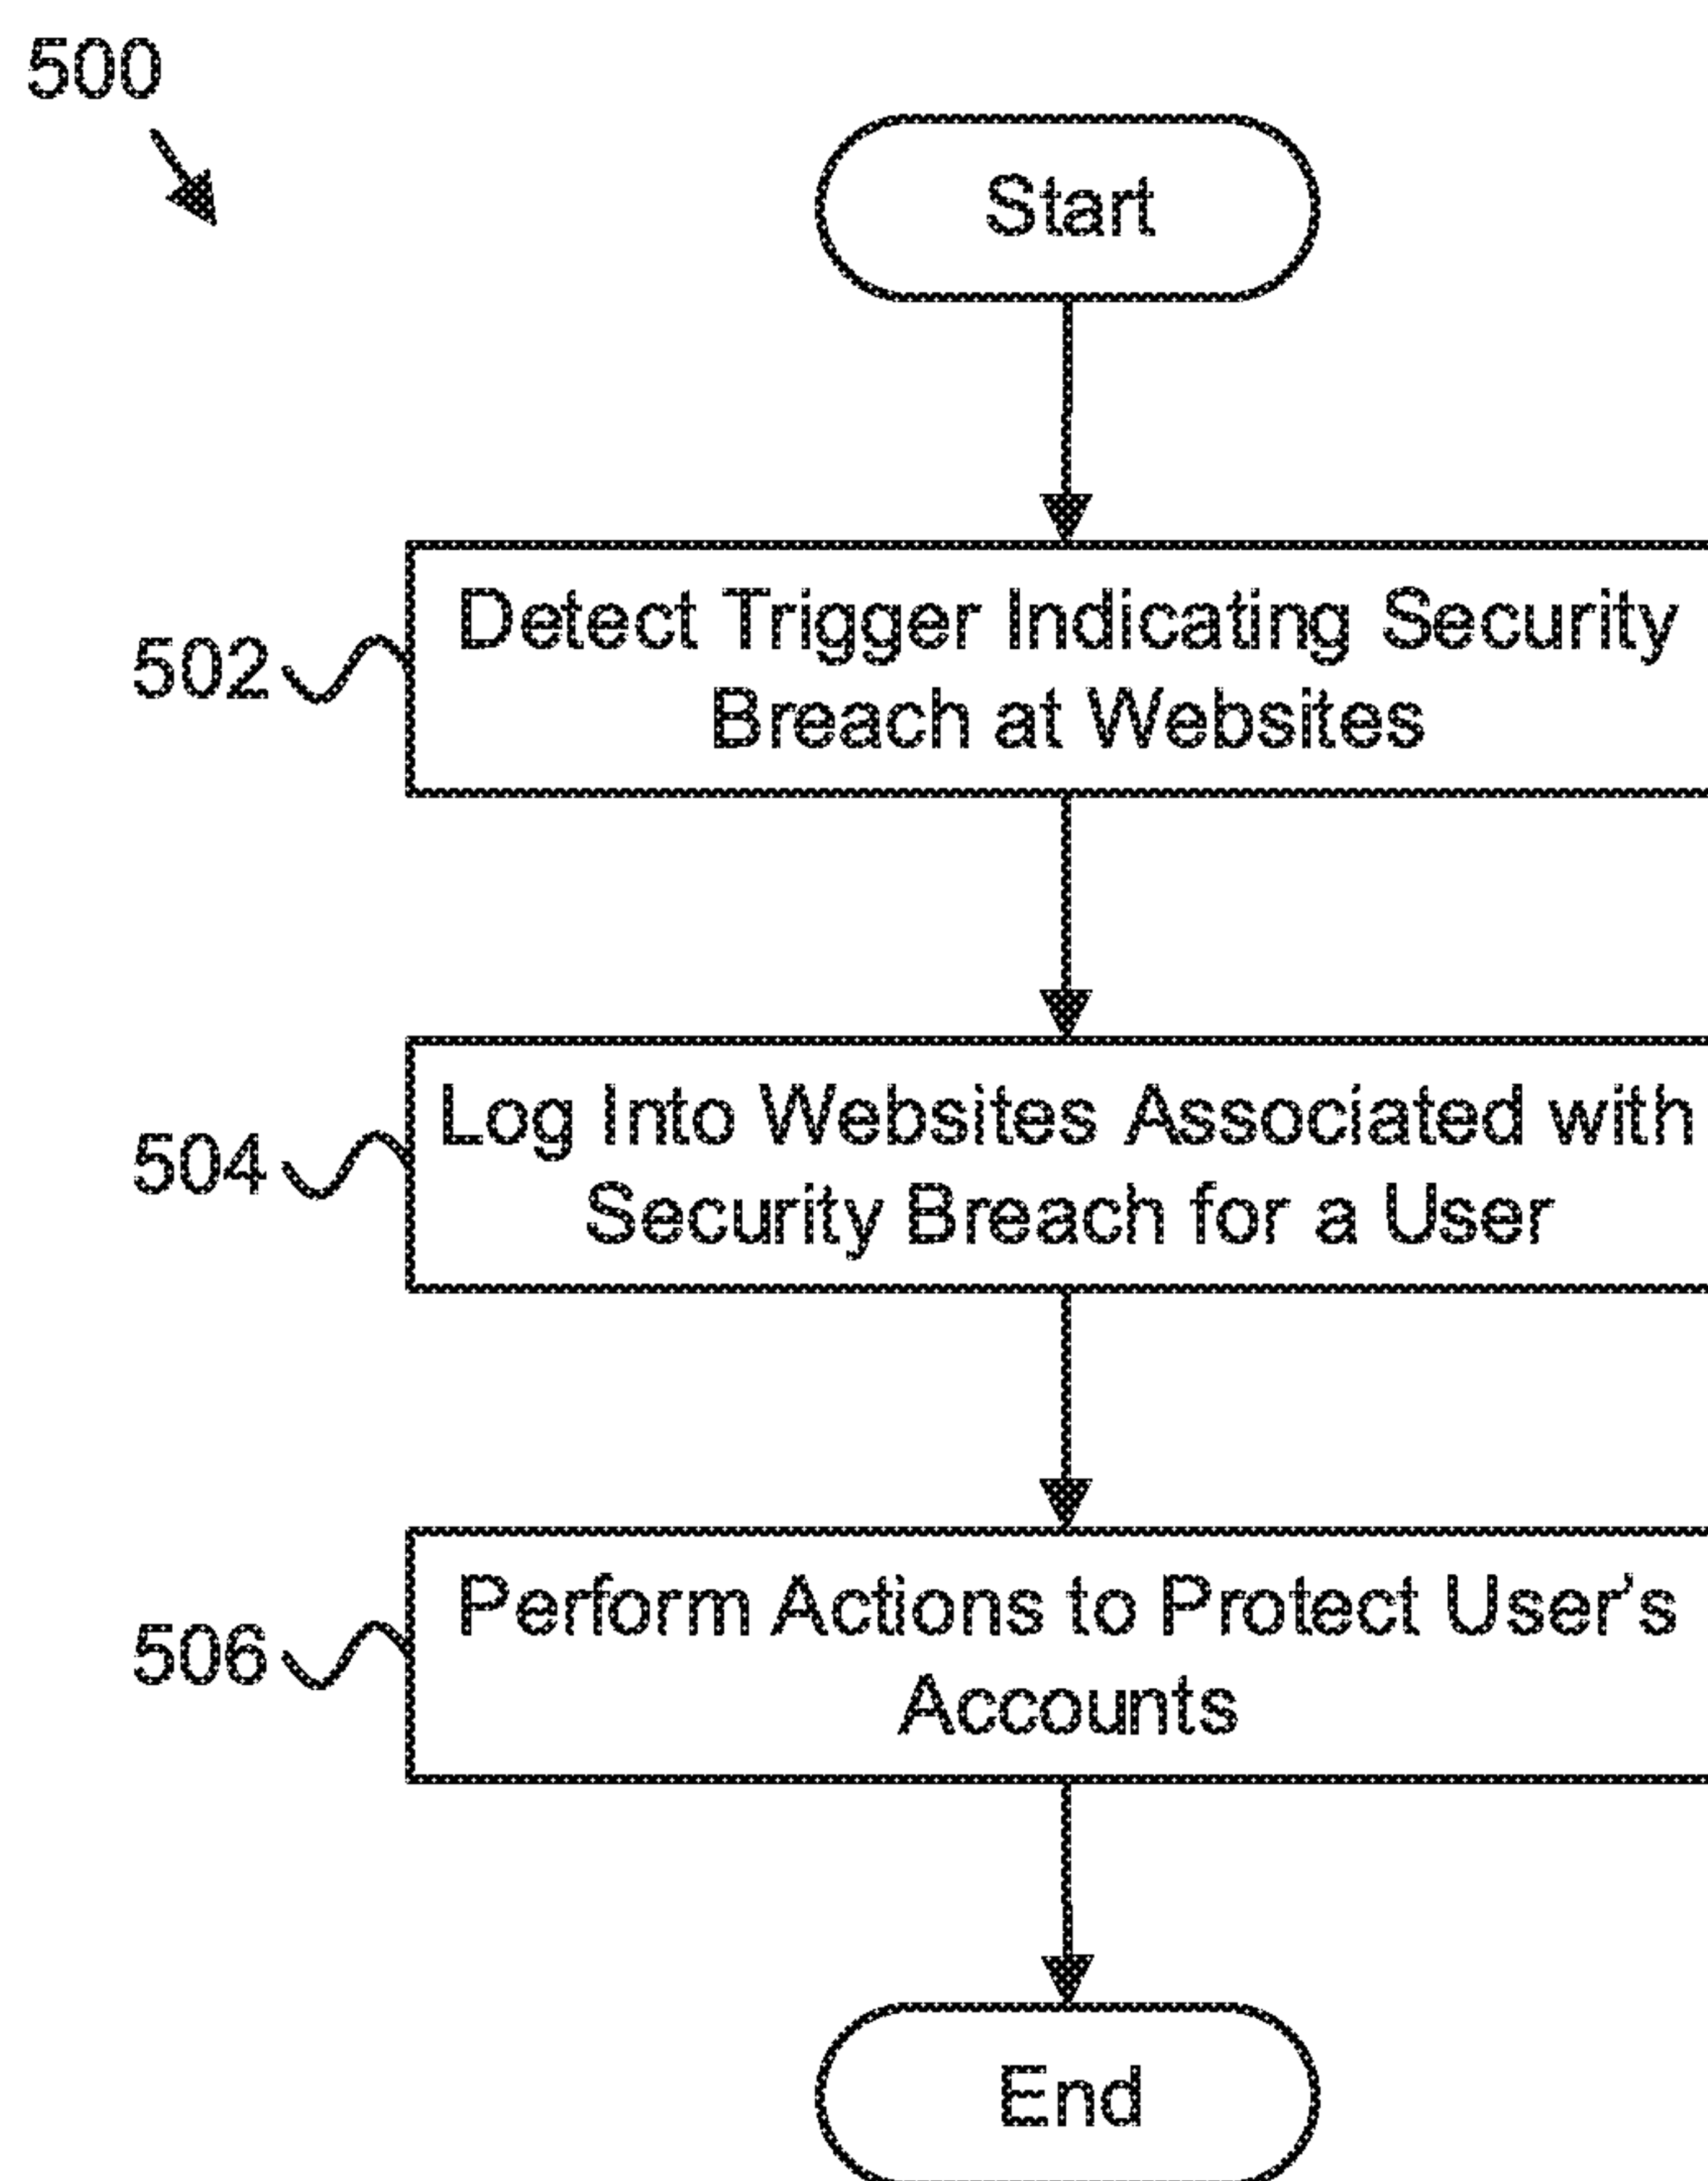 500
Start
502
Detect Trigger Indicating Security
Breach at Websites
504
Log Into Websites Associated with
Security Breach for a User
506
Perform Actions to Protect User's
Accounts
End